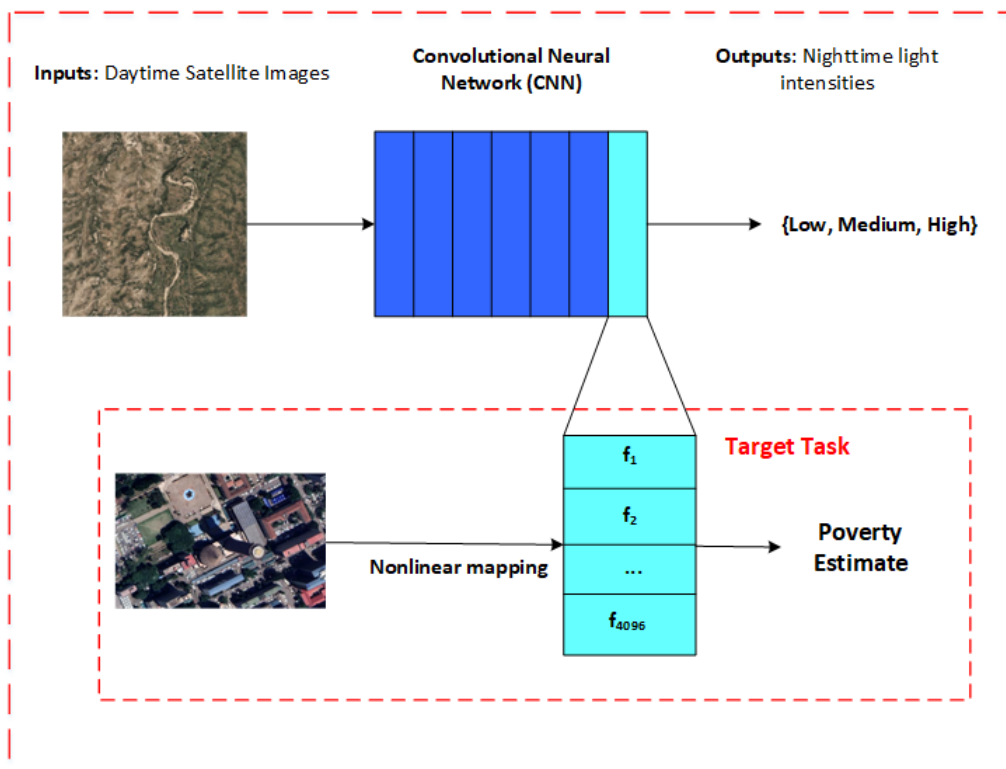 Inputs: Daytime Satellite Images
Convolutional Neural
Network (CNN)
Outputs: Nighttime light
intensities
{Low, Medium, High}
Target Task
f₁
f₂
...
f₄₀₉₆
Nonlinear mapping
Poverty
Estimate